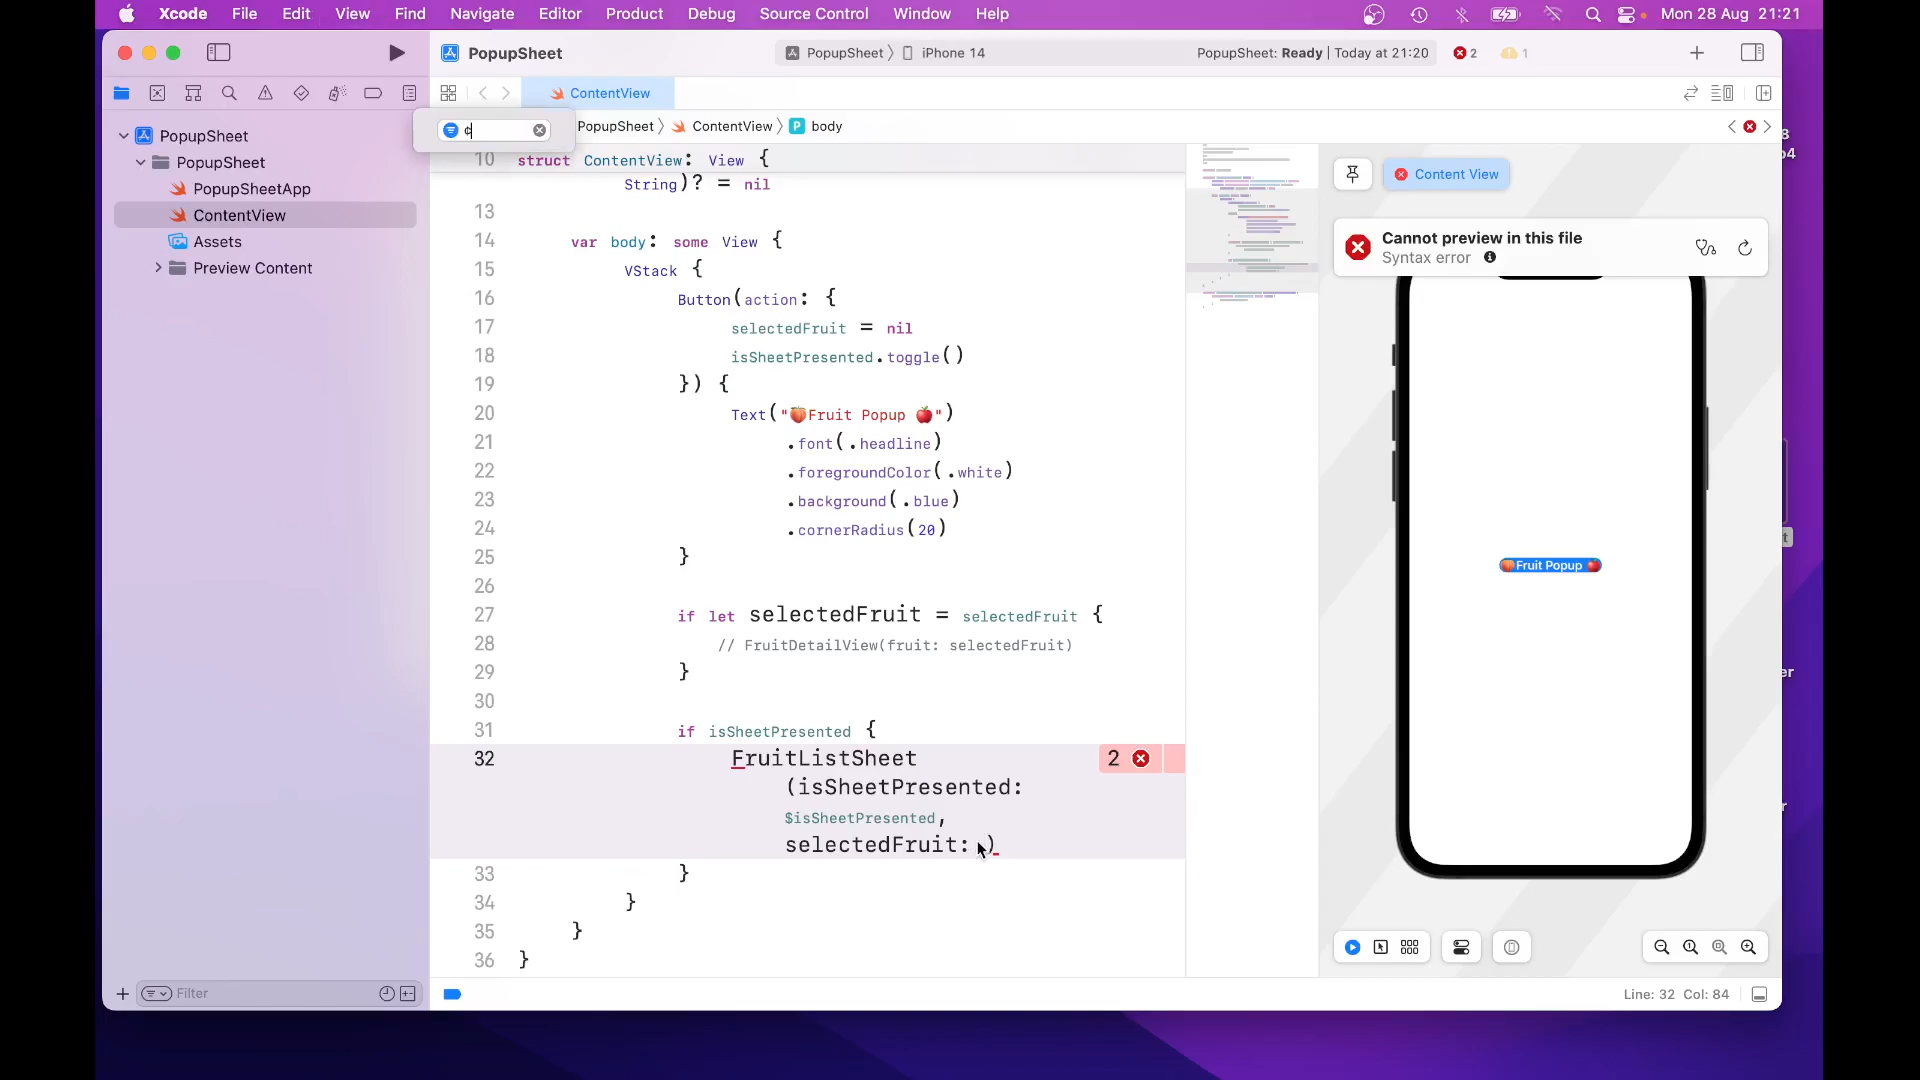 Xcode File Edit View Find Navigate Editor Product Debug Source Control Window Help Mon 28 Aug 21:21
PopupSheet PopupSheet 〉 iPhone 14 PopupSheet: Ready | Today at 21:20 2 1
ContentView
¢ PopupSheet 〉 ContentView 〉 P body
PopupSheet
PopupSheet
PopupSheetApp
ContentView
Assets
Preview Content
Filter
10 struct ContentView: View {
String)? = nil
13
14 var body: some View {
15 VStack {
16 Button(action: {
17 selectedFruit = nil
18 isSheetPresented.toggle()
19 }) {
20 Text("🍑Fruit Popup 🍎")
21 .font(.headline)
22 .foregroundColor(.white)
23 .background(.blue)
24 .cornerRadius(20)
25 }
26
27 if let selectedFruit = selectedFruit {
28 // FruitDetailView(fruit: selectedFruit)
29 }
30
31 if isSheetPresented {
32 FruitListSheet 2
(isSheetPresented:
$isSheetPresented,
selectedFruit: )
33 }
34 }
35 }
36 }
Content View
Cannot preview in this file
Syntax error
🍑Fruit Popup 🍎
Line: 32 Col: 84